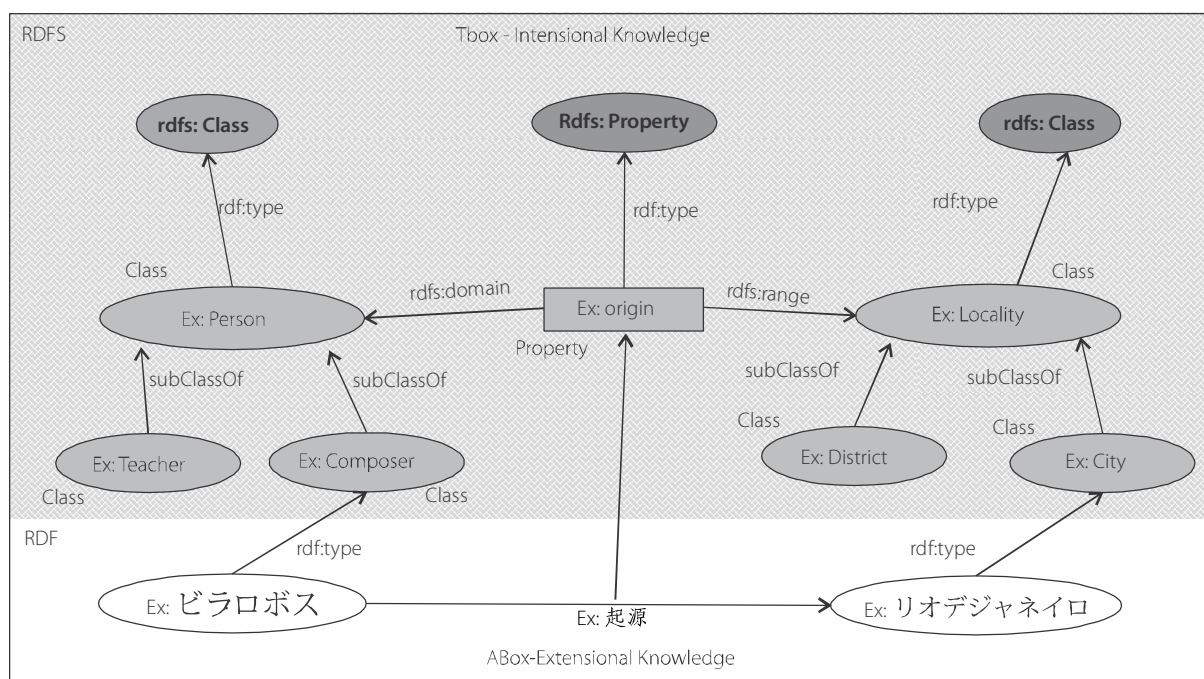 RDFS
Tbox - Intensional Knowledge
rdfs: Class
Rdfs: Property
rdfs: Class
rdf:type
rdf:type
rdf:type
Class
Class
rdfs:domain
rdfs:range
Ex: Person
Ex: origin
Ex: Locality
Property
subClassOf
subClassOf
subClassOf
subClassOf
Class
Class
Ex: Teacher
Ex: Composer
Ex: District
Ex: City
Class
Class
RDF
rdf:type
rdf:type
Ex: ビラロボス
Ex: 起源
Ex: リオデジャネイロ
ABox-Extensional Knowledge